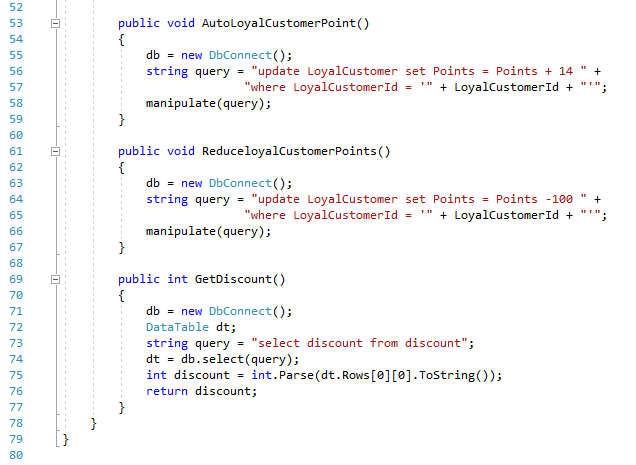 52
53 public void AutoLoyalCustomerPoint()
54 {
55 db = new DbConnect();
56 string query = "update LoyalCustomer set Points = Points + 14 " +
57 "where LoyalCustomerId = '" + LoyalCustomerId + "'";
58 manipulate(query);
59 }
60
61 public void ReduceloyalCustomerPoints()
62 {
63 db = new DbConnect();
64 string query = "update LoyalCustomer set Points = Points -100 " +
65 "where LoyalCustomerId = '" + LoyalCustomerId + "'";
66 manipulate(query);
67 }
68
69 public int GetDiscount()
70 {
71 db = new DbConnect();
72 DataTable dt;
73 string query = "select discount from discount";
74 dt = db.select(query);
75 int discount = int.Parse(dt.Rows[0][0].ToString());
76 return discount;
77 }
78 }
79 }
80